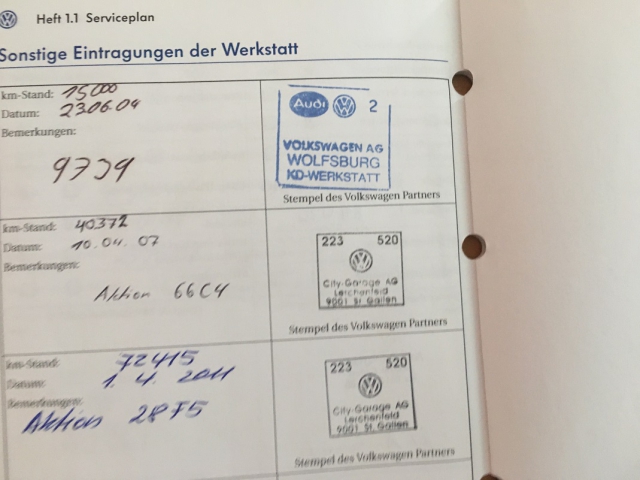 Heft 1.1 Serviceplan
Sonstige Eintragungen der Werkstatt
km-Stand: 15000
Datum: 23.06.04
Bemerkungen:
Audi 2
VOLKSWAGEN AG
WOLFSBURG
KD-WERKSTATT
Stempel des Volkswagen Partners
km-Stand: 40372
Datum: 10.04.07
Bemerkungen:
Aktion 66C4
223 520
City-Garage AG
Lerchenfeld
9001 St. Gallen
Stempel des Volkswagen Partners
km-Stand: 72415
Datum: 1. 4. 2011
Bemerkungen:
Aktion 28F5
223 520
City-Garage AG
Lerchenfeld
9001 St. Gallen
Stempel des Volkswagen Partners